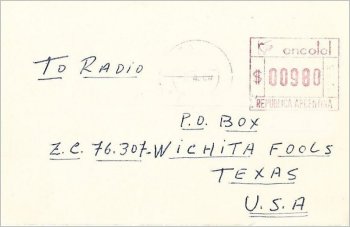 encotel
$ 00980
REPUBLICA ARGENTINA
To RADIO
P.O. BOX
Z.C. 76.307-WICHITA FOOLS
TEXAS
U.S.A